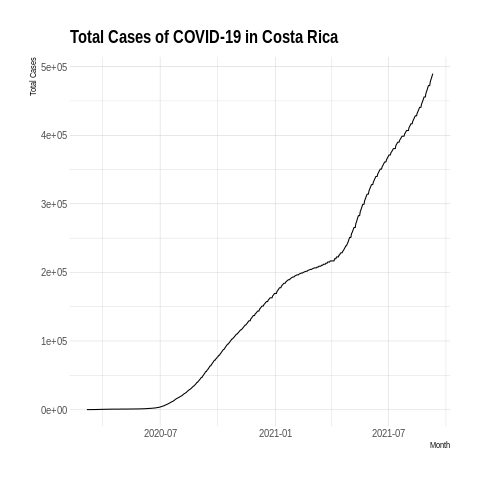 Total Cases of COVID-19 in Costa Rica
Total Cases
5e+05
4e+05
3e+05
2e+05
1e+05
0e+00
2020-07
2021-01
2021-07
Month